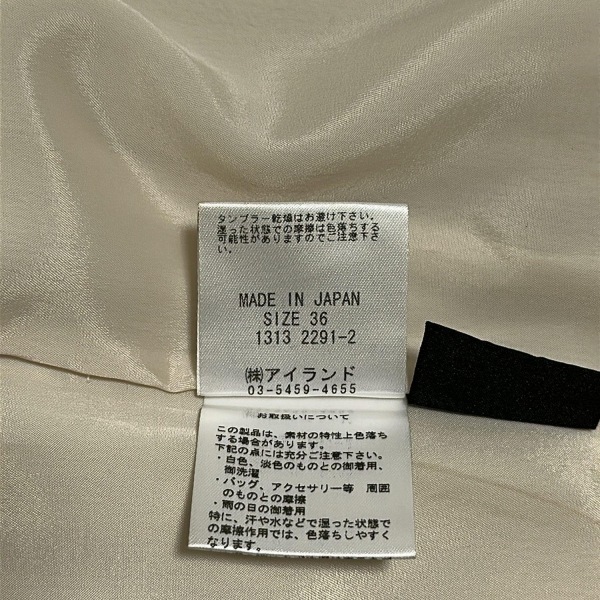 タンブラー乾燥はお避け下さい。
湿った状態での摩擦は色落ちする
可能性がありますのでご注意下さ
い。
MADE IN JAPAN
SIZE 36
1313 2291-2
㈱アイランド
03-5459-4655
お取扱いについて
この製品は、素材の特性上色落ち
する場合があります。
下記の点には充分ご注意下さい。
・白色、淡色のものとの御着用、
御洗濯
・バッグ、アクセサリー等 周囲
のものとの摩擦
・雨の日の御着用
特に、汗や水などで湿った状態で
の摩擦作用では、色落ちしやすく
なります。